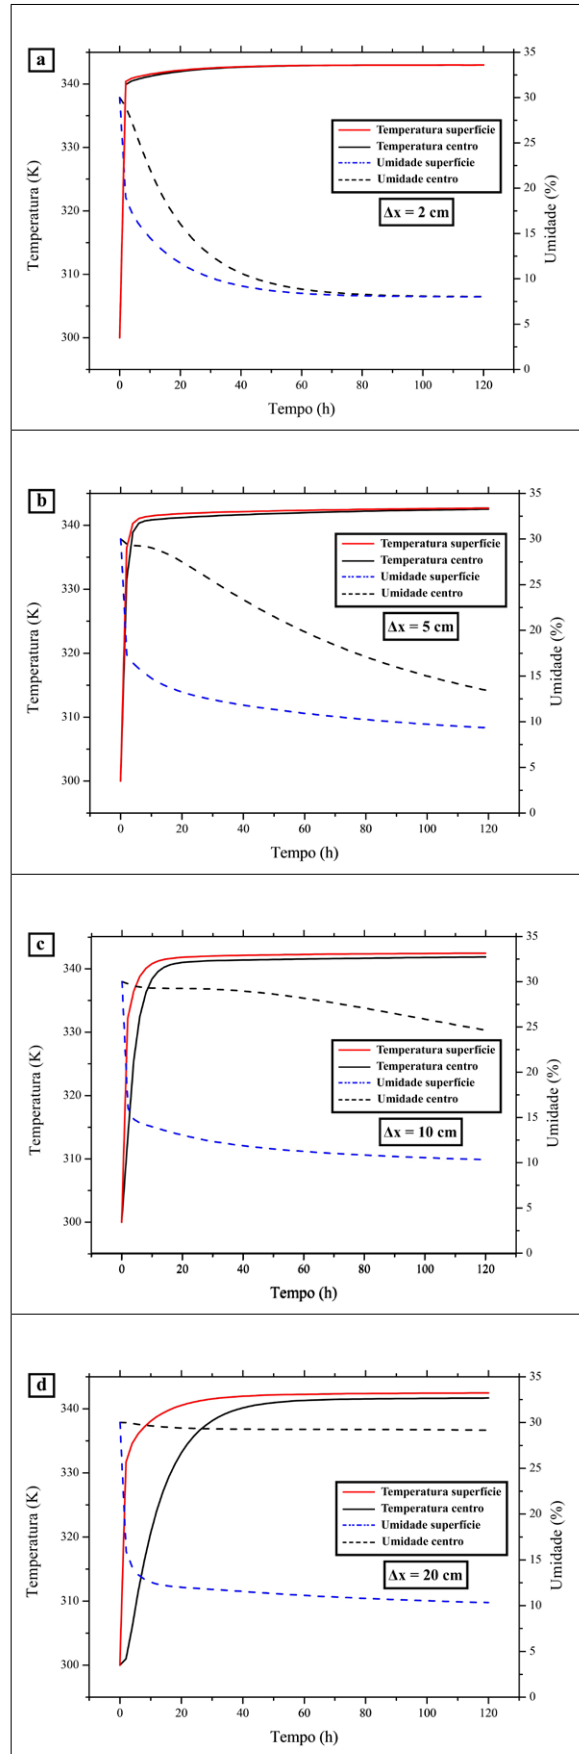 a
35
340
30
Temperatura superfície
Temperatura centro
Umidade superfície
Umidade centro
25
330
20
Δx = 2 cm
320
15
310
10
5
300
0
0 20 40 60 80 100 120
Temperatura (K)
Umidade (%)
Tempo (h)
b
35
340
30
Temperatura superfície
Temperatura centro
Umidade superfície
Umidade centro
25
330
20
Δx = 5 cm
320
15
310
10
5
300
0
0 20 40 60 80 100 120
Temperatura (K)
Umidade (%)
Tempo (h)
c
35
340
30
Temperatura superfície
Temperatura centro
Umidade superfície
Umidade centro
25
330
20
Δx = 10 cm
320
15
310
10
5
300
0
0 20 40 60 80 100 120
Temperatura (K)
Umidade (%)
Tempo (h)
d
35
340
30
Temperatura superfície
Temperatura centro
Umidade superfície
Umidade centro
25
330
20
Δx = 20 cm
320
15
310
10
5
300
0
0 20 40 60 80 100 120
Temperatura (K)
Umidade (%)
Tempo (h)